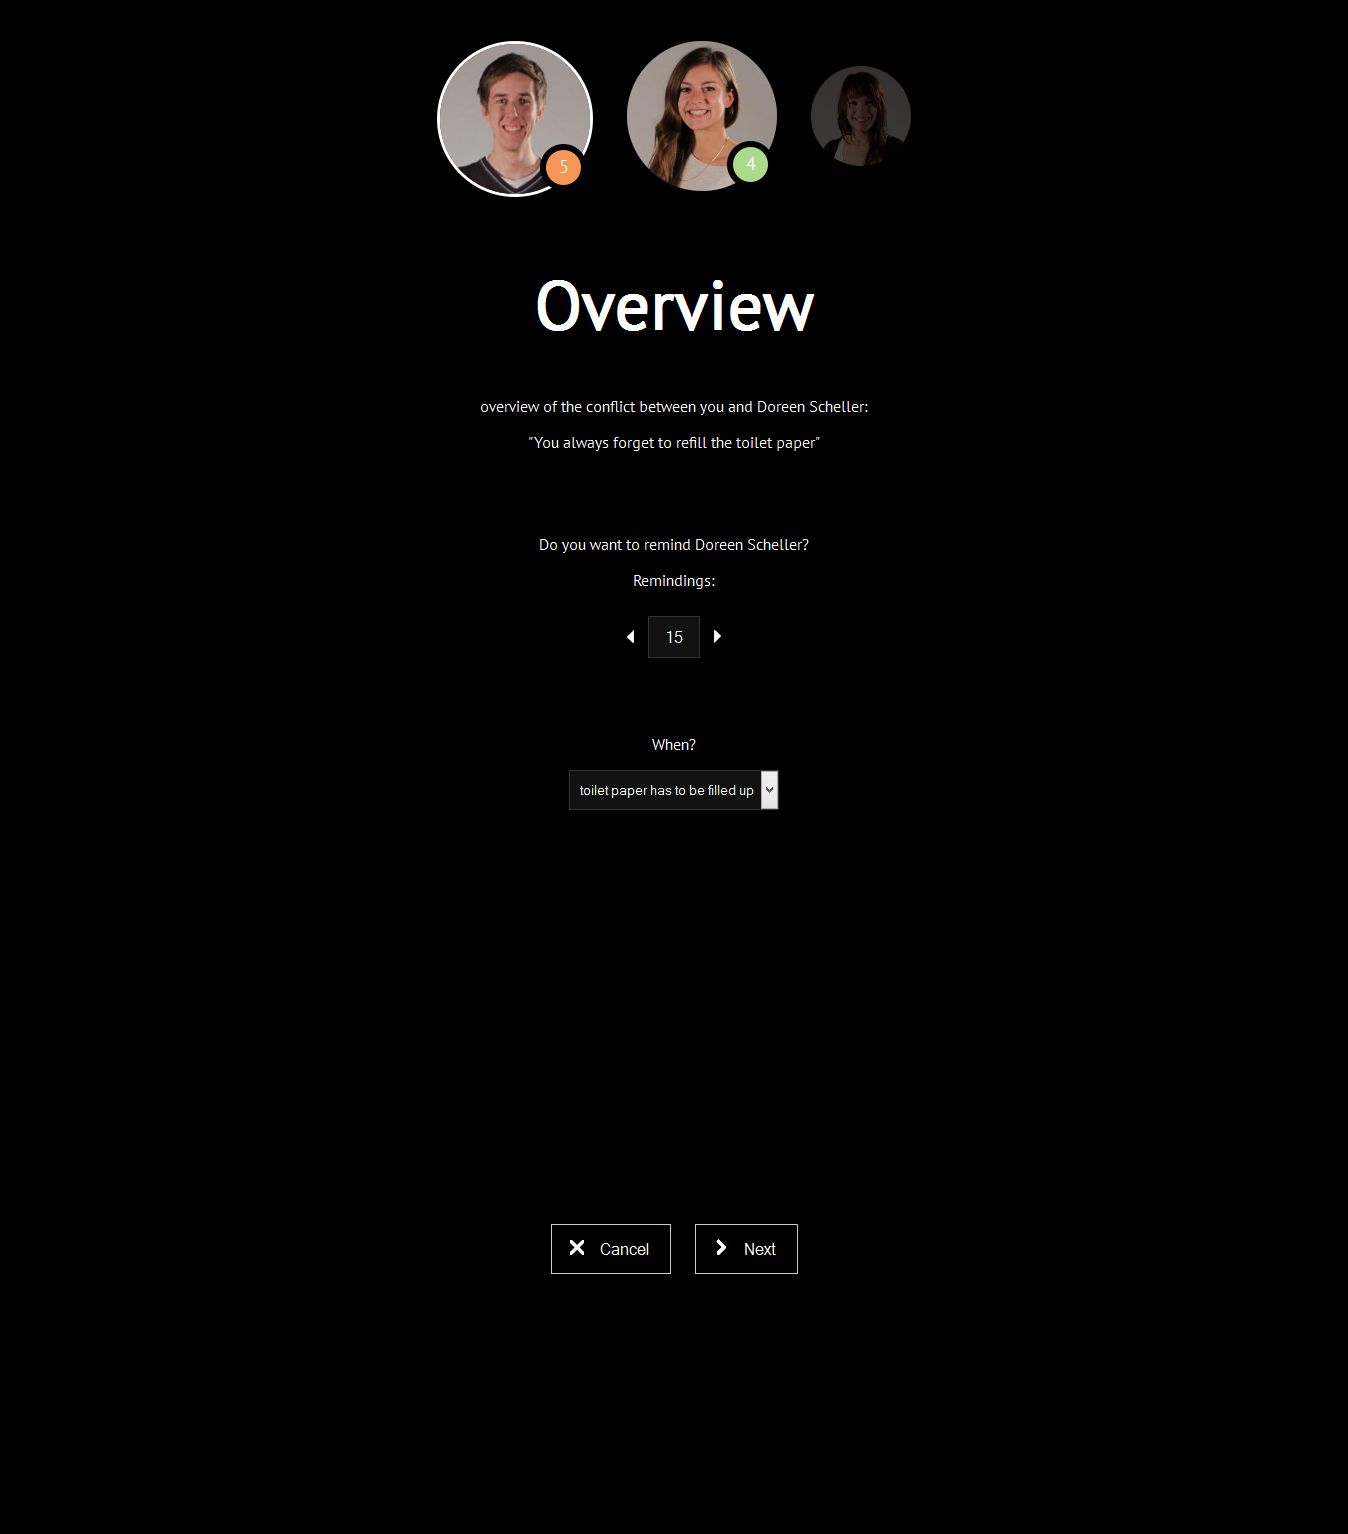 5
4
Overview
overview of the conflict between you and Doreen Scheller:
"You always forget to refill the toilet paper"
Do you want to remind Doreen Scheller?
Remindings:
15
When?
toilet paper has to be filled up
Cancel
Next